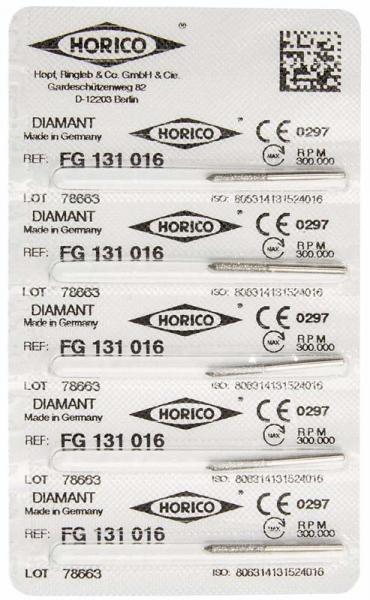 HORICO
Hopf, Ringleb & Co. GmbH & Cie.
Gardeschützenweg 82
D-12203 Berlin
DIAMANT HORICO ® CE 0297
Made in Germany
REF: FG 131 016 MAX RPM 300.000
LOT 78663 ISO: 806314131524016
DIAMANT HORICO ® CE 0297
Made in Germany
REF: FG 131 016 MAX RPM 300.000
LOT 78663 ISO: 806314131524016
DIAMANT HORICO ® CE 0297
Made in Germany
REF: FG 131 016 MAX RPM 300.000
LOT 78663 ISO: 806314131524016
DIAMANT HORICO ® CE 0297
Made in Germany
REF: FG 131 016 MAX RPM 300.000
LOT 78663 ISO: 806314131524016
DIAMANT HORICO ® CE 0297
Made in Germany
REF: FG 131 016 MAX RPM 300.000
LOT 78663 ISO: 806314131524016